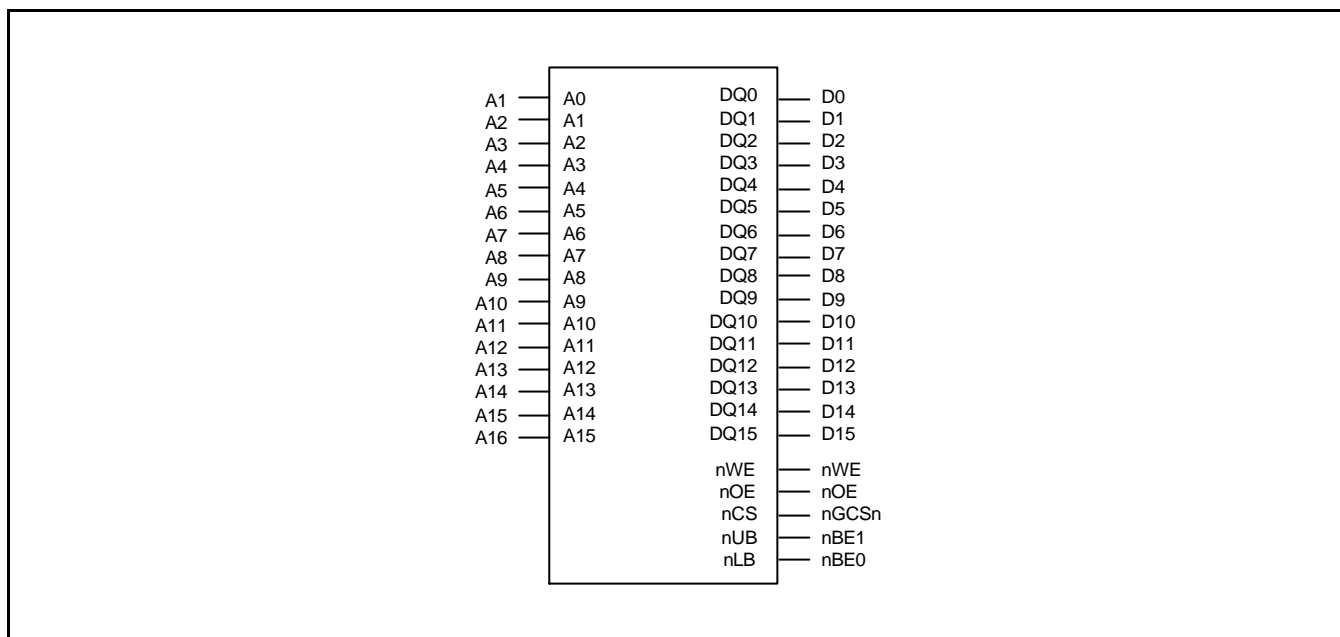 A1 A0 DQ0 D0
A2 A1 DQ1 D1
A3 A2 DQ2 D2
A4 A3 DQ3 D3
A5 A4 DQ4 D4
A6 A5 DQ5 D5
A7 A6 DQ6 D6
A8 A7 DQ7 D7
A9 A8 DQ8 D8
A10 A9 DQ9 D9
A11 A10 DQ10 D10
A12 A11 DQ11 D11
A13 A12 DQ12 D12
A14 A13 DQ13 D13
A15 A14 DQ14 D14
A16 A15 DQ15 D15
nWE nWE
nOE nOE
nCS nGCSn
nUB nBE1
nLB nBE0